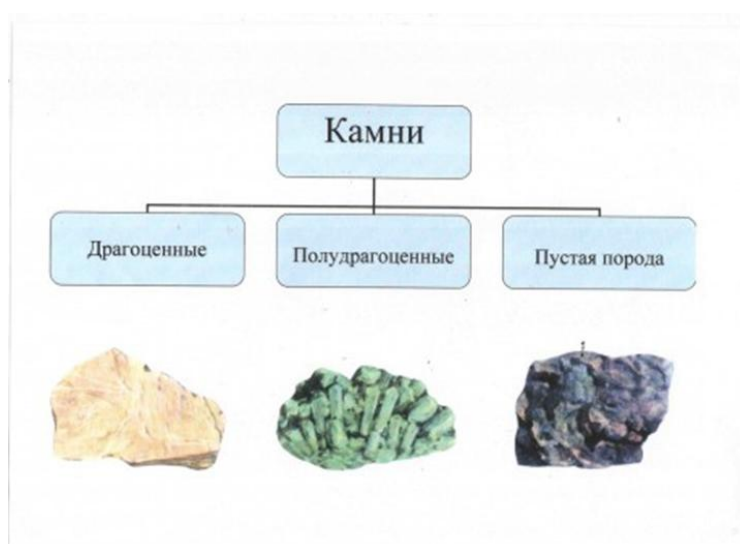 Камни
Драгоценные
Полудрагоценные
Пустая порода